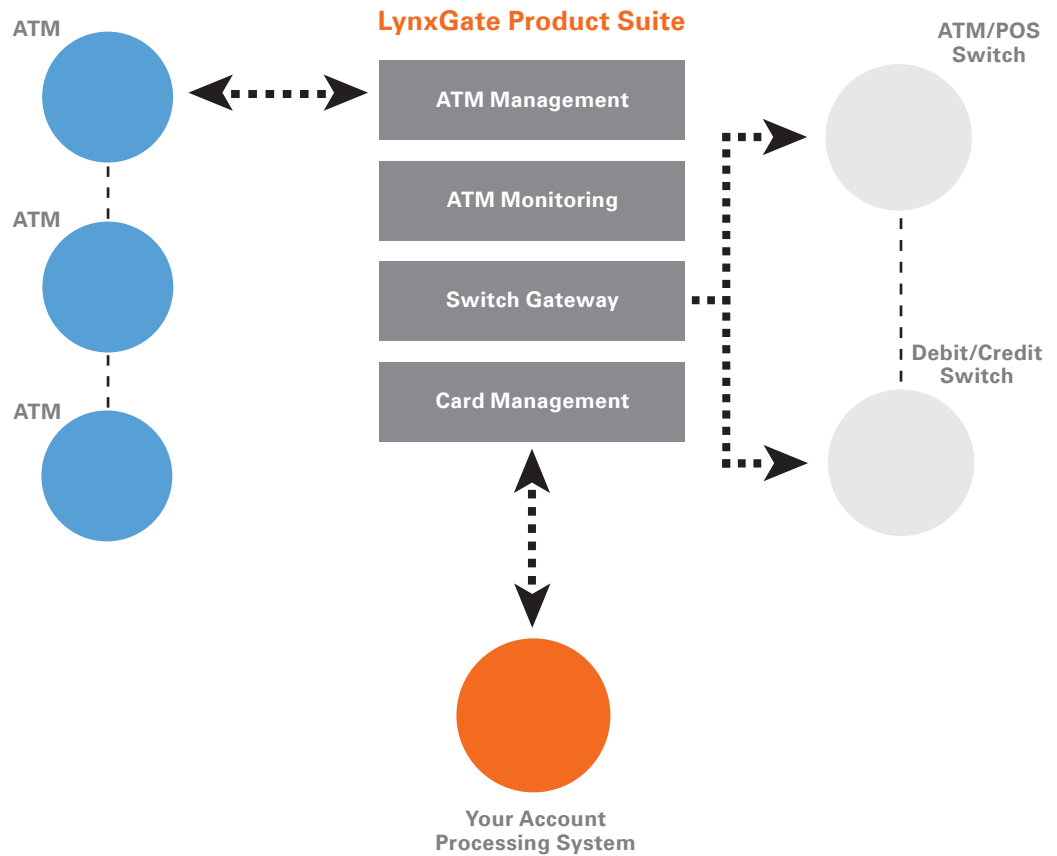 LynxGate Product Suite
ATM
ATM
ATM
ATM Management
ATM Monitoring
Switch Gateway
Card Management
ATM/POS
Switch
Debit/Credit
Switch
Your Account
Processing System